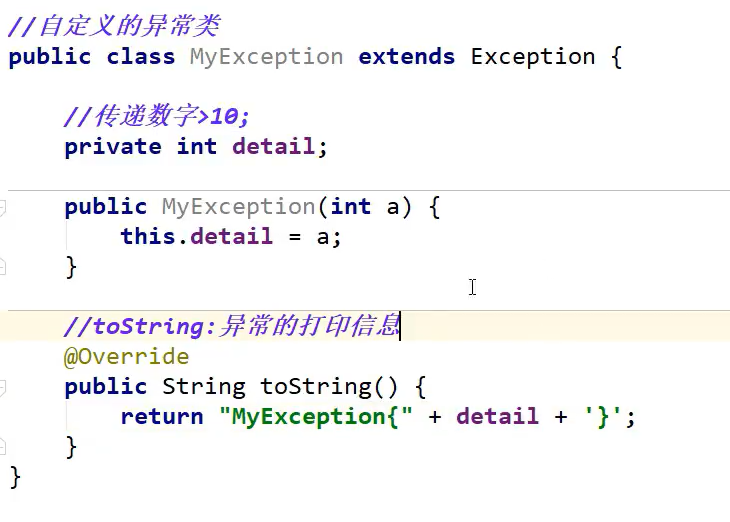 //自定义的异常类
public class MyException extends Exception {
//传递数字>10;
private int detail;
public MyException(int a) {
this.detail = a;
}
//toString:异常的打印信息
@Override
public String toString() {
return "MyException{" + detail + '}';
}
}